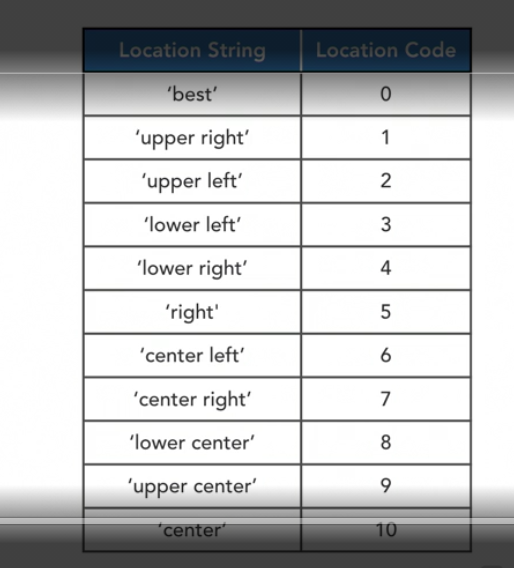 Location String Location Code
‘best’ 0
‘upper right’ 1
‘upper left’ 2
‘lower left’ 3
‘lower right’ 4
‘right' 5
‘center left’ 6
‘center right’ 7
‘lower center’ 8
‘upper center’ 9
‘center’ 10